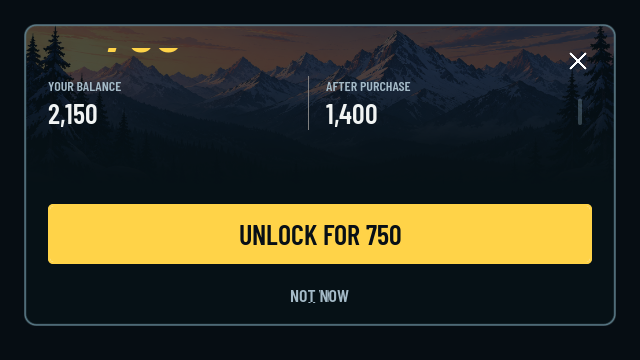 YOUR BALANCE
2,150
AFTER PURCHASE
1,400
UNLOCK FOR 750
NOT NOW